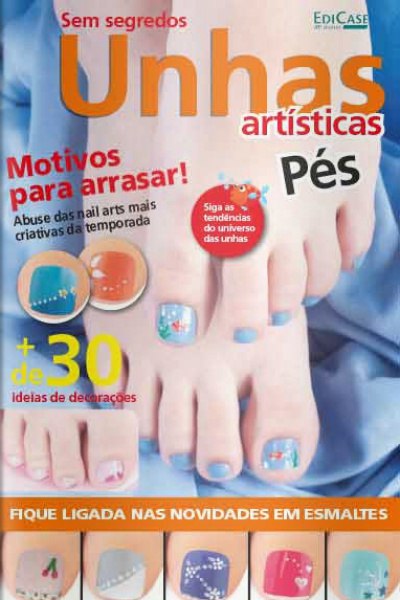 Sem segredos
EDICASE
Unhas
artísticas
Pés
Motivos
para arrasar!
Abuse das nail arts mais
criativas da temporada
Siga as
tendências
do universo
das unhas
+
de 30
ideias de decorações
FIQUE LIGADA NAS NOVIDADES EM ESMALTES